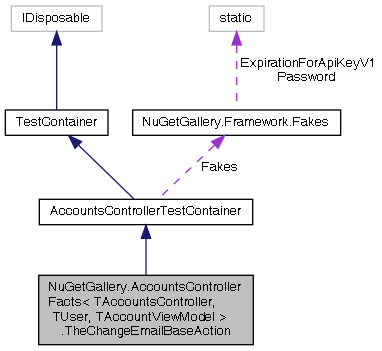 IDisposable
static
ExpirationForApiKeyV1
Password
TestContainer
NuGetGallery.Framework.Fakes
Fakes
AccountsControllerTestContainer
NuGetGallery.AccountsController
Facts< TAccountsController,
TUser, TAccountViewModel >
.TheChangeEmailBaseAction